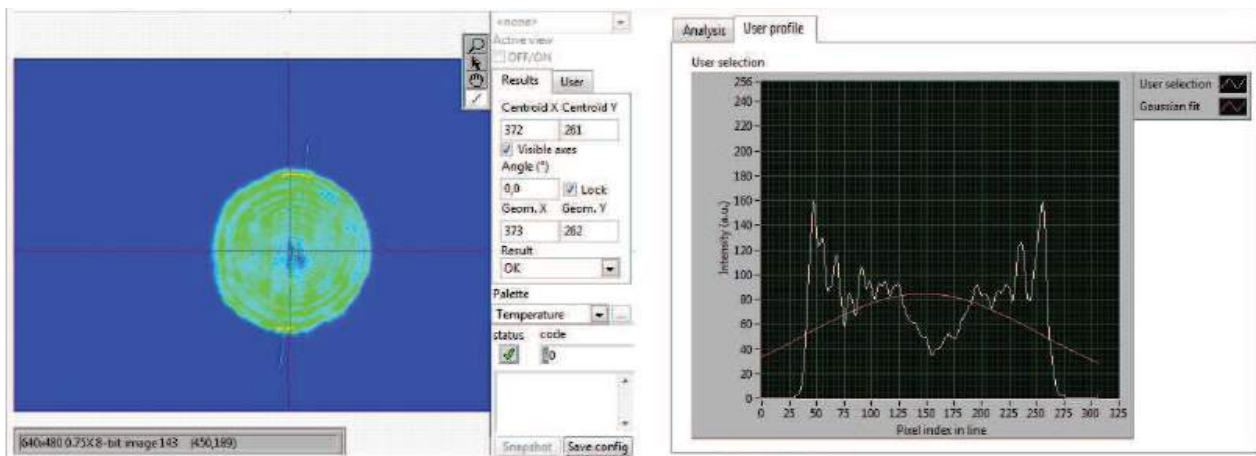 <none>
Active view
OFF/ON
Results User
Centroid X Centroid Y
372 261
Visible axes
Angle (°)
0,0 Lock
Geom. X Geom. Y
373 262
Result
OK
Palette
Temperature ...
status code
0
Snapshot Save config
640x480 0.75X 8-bit image 143 (450,189)
Analysis User profile
User selection
User selection
Gaussian fit
Intensity (a.u.)
256
240
220
200
180
160
140
120
100
80
60
40
20
0
0 25 50 75 100 125 150 175 200 225 250 275 300 325
Pixel index in line